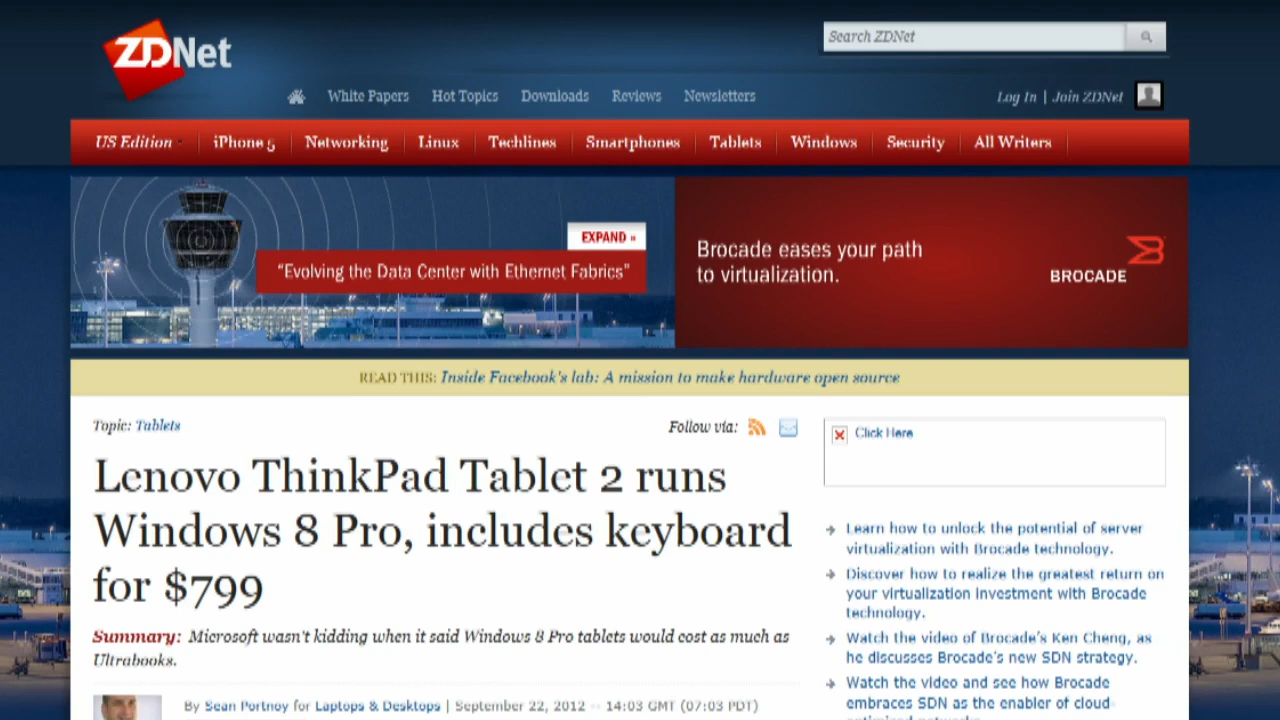 ZDNet
Search ZDNet
White Papers Hot Topics Downloads Reviews Newsletters
Log In | Join ZDNet
US Edition iPhone 5 Networking Linux Techlines Smartphones Tablets Windows Security All Writers
EXPAND »
“Evolving the Data Center with Ethernet Fabrics”
Brocade eases your path
to virtualization.
BROCADE
READ THIS: Inside Facebook's lab: A mission to make hardware open source
Topic: Tablets
Follow via:
Click Here
Lenovo ThinkPad Tablet 2 runs
Windows 8 Pro, includes keyboard
for $799
Summary: Microsoft wasn't kidding when it said Windows 8 Pro tablets would cost as much as
Ultrabooks.
By Sean Portnoy for Laptops & Desktops | September 22, 2012 -- 14:03 GMT (07:03 PDT)
Learn how to unlock the potential of server
virtualization with Brocade technology.
Discover how to realize the greatest return on
your virtualization investment with Brocade
technology.
Watch the video of Brocade's Ken Cheng, as
he discusses Brocade's new SDN strategy.
Watch the video and see how Brocade
embraces SDN as the enabler of cloud-